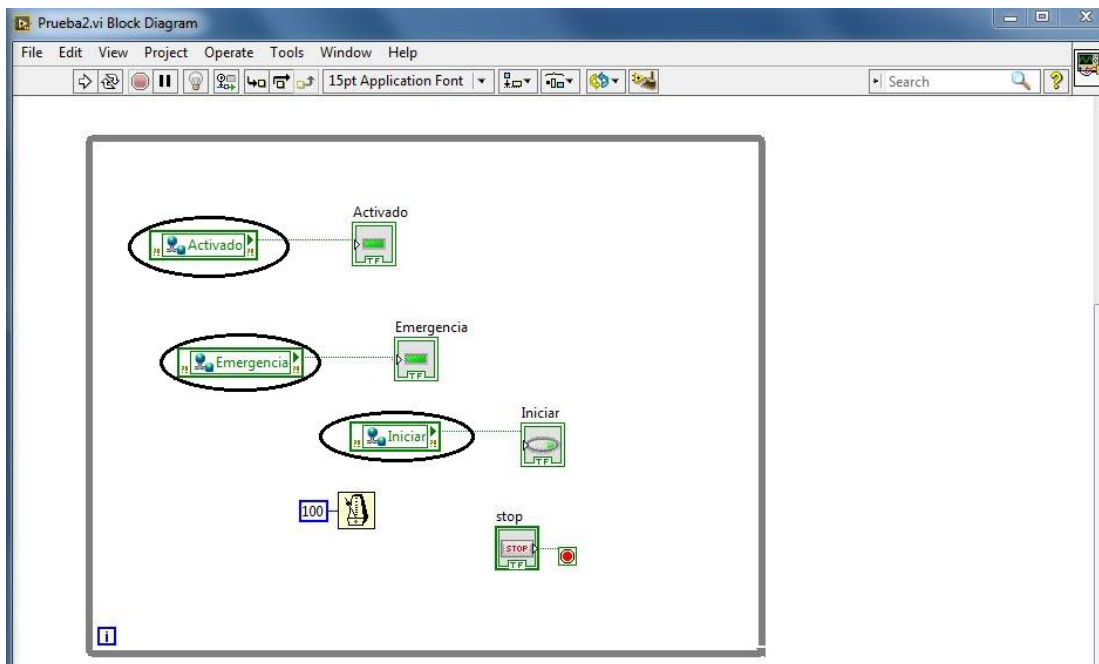 Prueba2.vi Block Diagram
File Edit View Project Operate Tools Window Help
15pt Application Font Search
Activado
Activado
Emergencia
Emergencia
Iniciar
Iniciar
100
stop
STOP
TF
TF
TF
TF
i